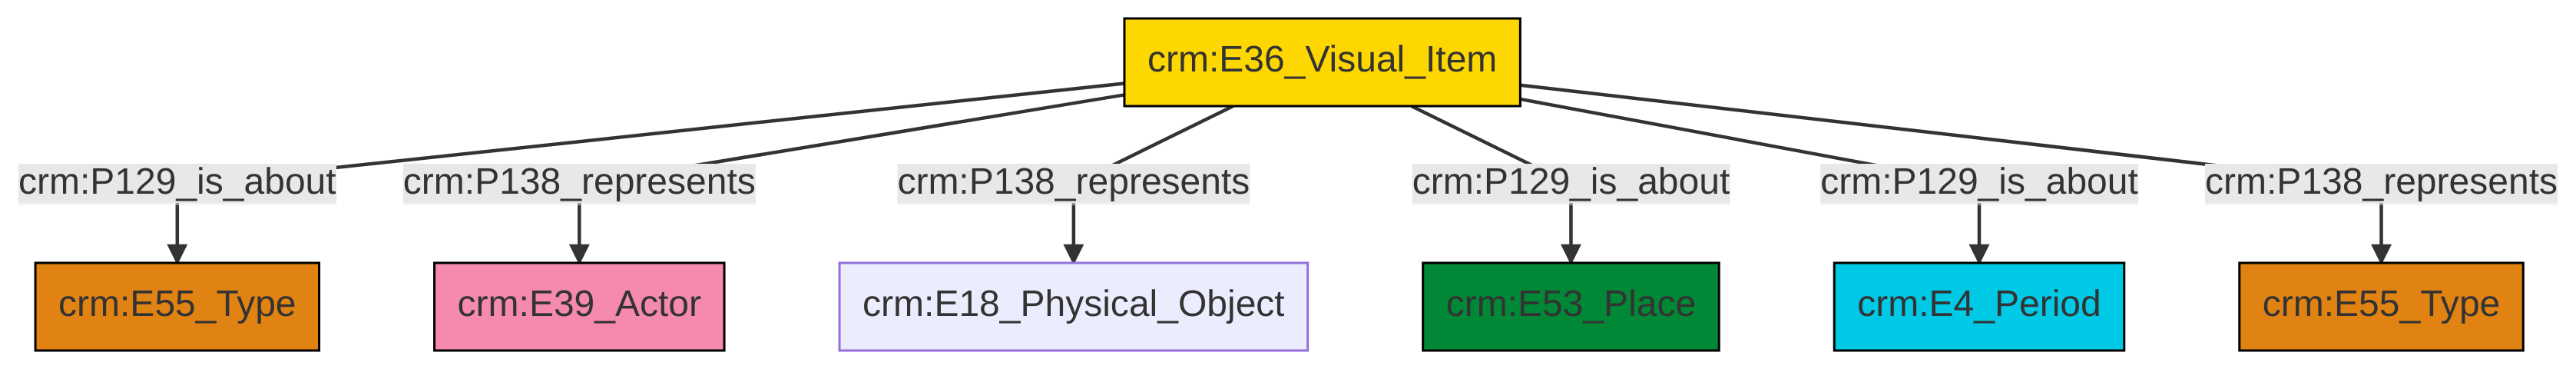 crm:E36_Visual_Item
crm:P129_is_about
crm:P138_represents
crm:P138_represents
crm:P129_is_about
crm:P129_is_about
crm:P138_represents
crm:E55_Type
crm:E39_Actor
crm:E18_Physical_Object
crm:E53_Place
crm:E4_Period
crm:E55_Type